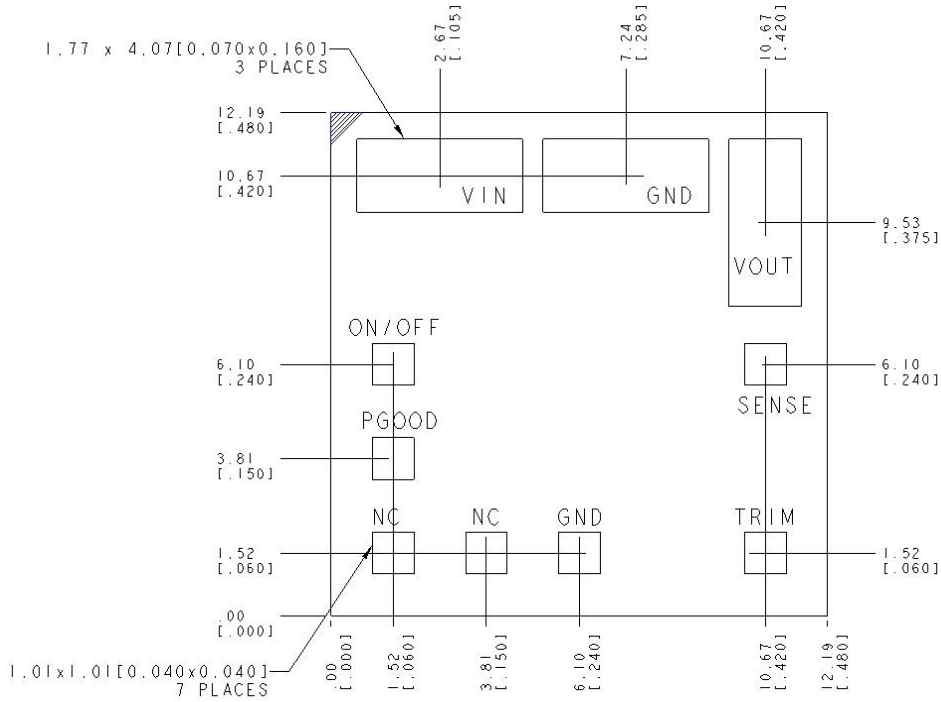 2.67
[.105]
7.24
[.285]
10.67
[.420]
1.77 x 4.07[0.070x0.160]
3 PLACES
12.19
[.480]
10.67
[.420]
VIN
GND
9.53
[.375]
VOUT
ON/OFF
6.10
[.240]
6.10
[.240]
SENSE
PGOOD
3.81
[.150]
NC
NC
GND
TRIM
1.52
[.060]
1.52
[.060]
.00
[.000]
1.01x1.01[0.040x0.040]
7 PLACES
.00
[.000]
1.52
[.060]
3.81
[.150]
6.10
[.240]
10.67
[.420]
12.19
[.480]